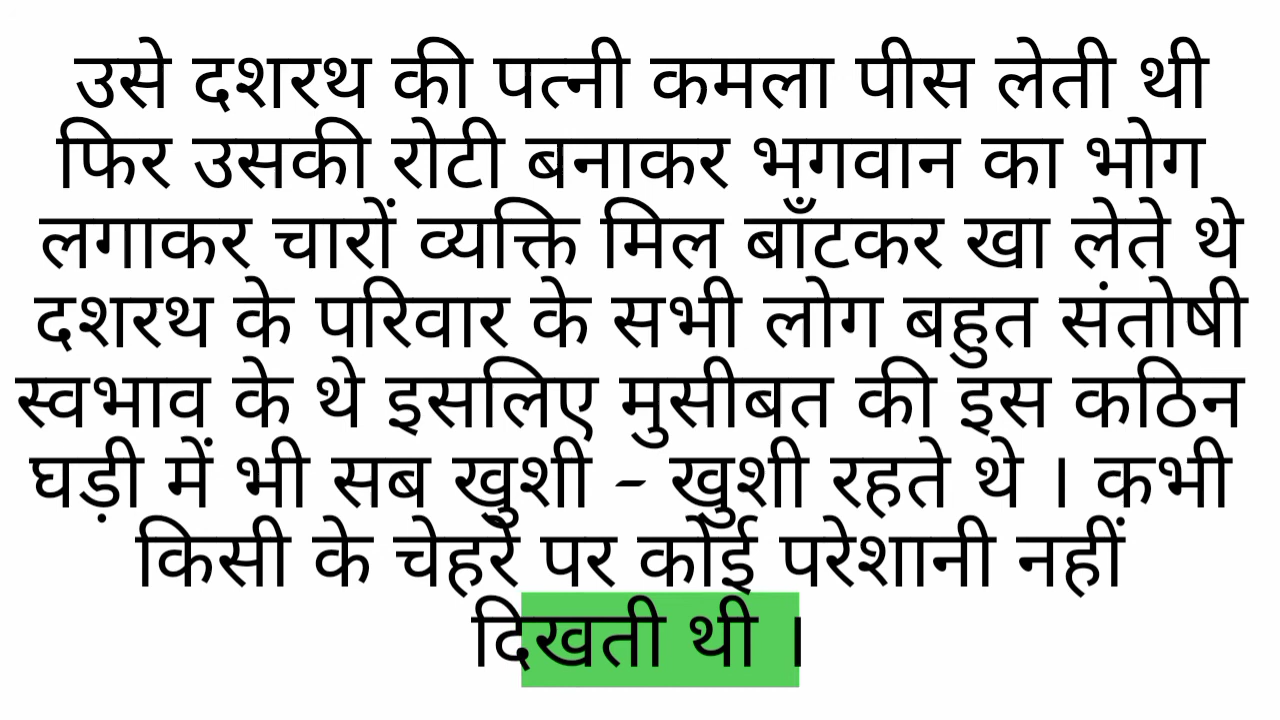 उसे दशरथ की पत्नी कमला पीस लेती थी
फिर उसकी रोटी बनाकर भगवान का भोग
लगाकर चारों व्यक्ति मिल बाँटकर खा लेते थे
दशरथ के परिवार के सभी लोग बहुत संतोषी
स्वभाव के थे इसलिए मुसीबत की इस कठिन
घड़ी में भी सब खुशी - खुशी रहते थे । कभी
किसी के चेहरे पर कोई परेशानी नहीं
दिखती थी ।